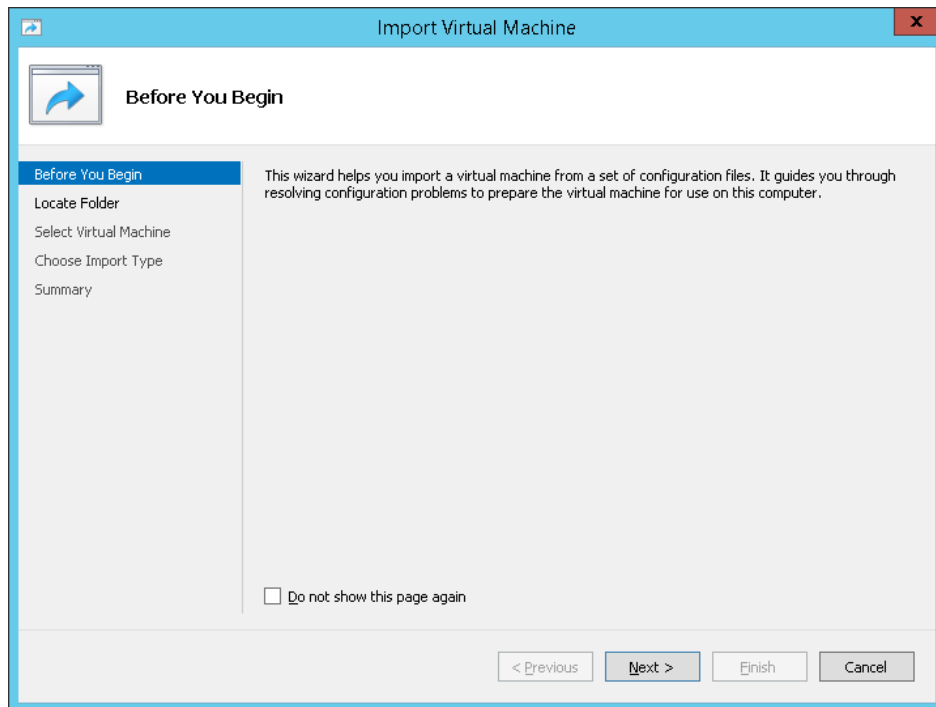 Import Virtual Machine
x
Before You Begin
Before You Begin
Locate Folder
Select Virtual Machine
Choose Import Type
Summary
This wizard helps you import a virtual machine from a set of configuration files. It guides you through
resolving configuration problems to prepare the virtual machine for use on this computer.
Do not show this page again
< Previous
Next >
Finish
Cancel